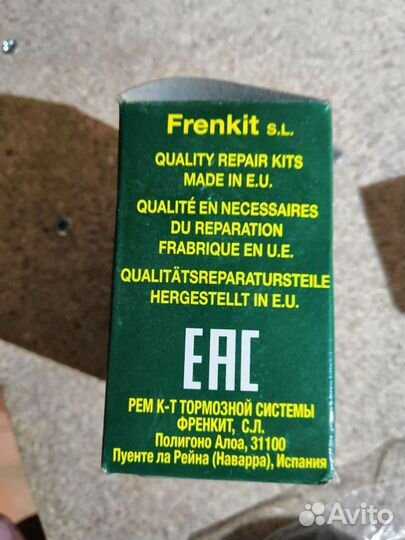 Frenkit S.L.
QUALITY REPAIR KITS
MADE IN E.U.
QUALITÉ EN NECESSAIRES
DU REPARATION
FRABRIQUE EN U.E.
QUALITÄTSREPARATURSTEILE
HERGESTELLT IN E.U.
EAC
РЕМ К-Т ТОРМОЗНОЙ СИСТЕМЫ
ФРЕНКИТ, С.Л.
Полигоно Алоа, 31100
Пуенте ла Рейна (Наварра), Испания
Avito